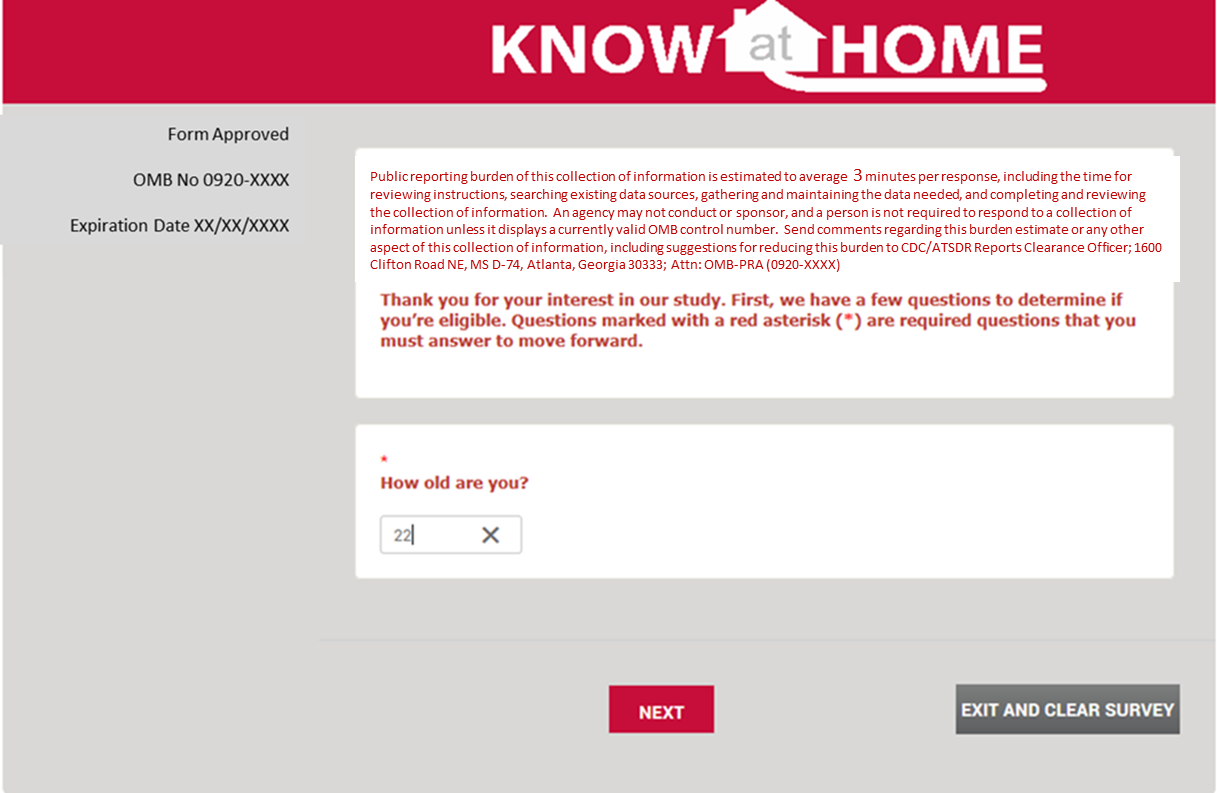 KNOW at HOME
Form Approved
OMB No 0920-XXXX
Expiration Date XX/XX/XXXX
Public reporting burden of this collection of information is estimated to average 3 minutes per response, including the time for
reviewing instructions, searching existing data sources, gathering and maintaining the data needed, and completing and reviewing
the collection of information. An agency may not conduct or sponsor, and a person is not required to respond to a collection of
information unless it displays a currently valid OMB control number. Send comments regarding this burden estimate or any other
aspect of this collection of information, including suggestions for reducing this burden to CDC/ATSDR Reports Clearance Officer; 1600
Clifton Road NE, MS D-74, Atlanta, Georgia 30333; Attn: OMB-PRA (0920-XXXX)
Thank you for your interest in our study. First, we have a few questions to determine if
you're eligible. Questions marked with a red asterisk (*) are required questions that you
must answer to move forward.
*
How old are you?
22
NEXT
EXIT AND CLEAR SURVEY